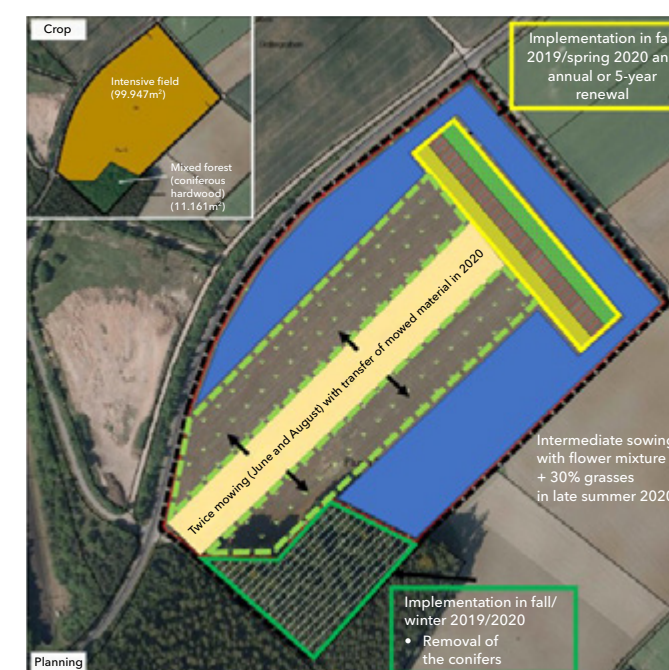 Crop
Intensive field
(99.947m²)
Mixed forest
(coniferous
hardwood)
(11.161m²)
Implementation in fa
2019/spring 2020 an
annual or 5-year
renewal
Twice mowing (June and August) with transfer of mowed material in 2020
Intermediate sowing
with flower mixture
+ 30% grasses
in late summer 2020
Implementation in fall/
winter 2019/2020
• Removal of
the conifers
Planning